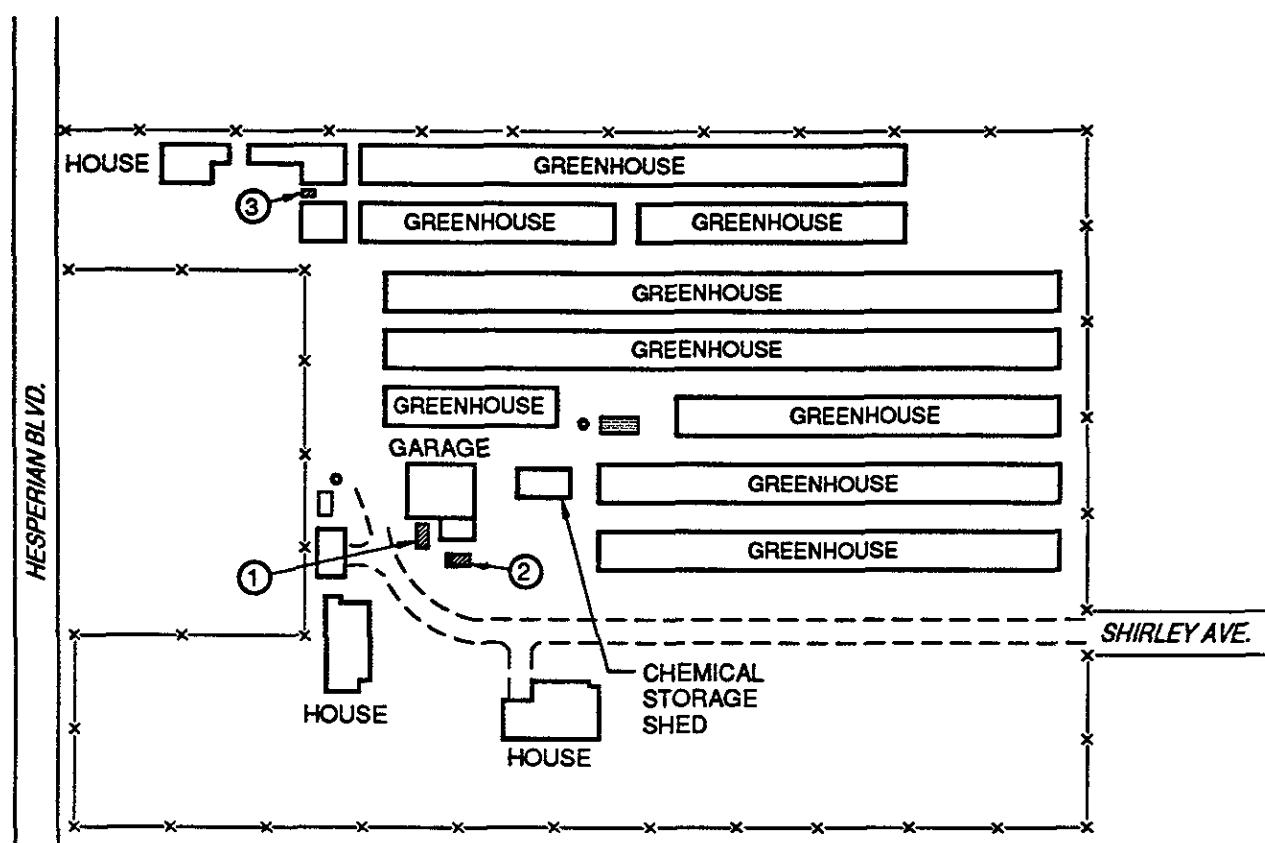 HOUSE
GREENHOUSE
3
GREENHOUSE
GREENHOUSE
GREENHOUSE
GREENHOUSE
HESPERIAN BLVD.
GREENHOUSE
GREENHOUSE
GARAGE
GREENHOUSE
GREENHOUSE
1
2
SHIRLEY AVE.
CHEMICAL
STORAGE
SHED
HOUSE
HOUSE